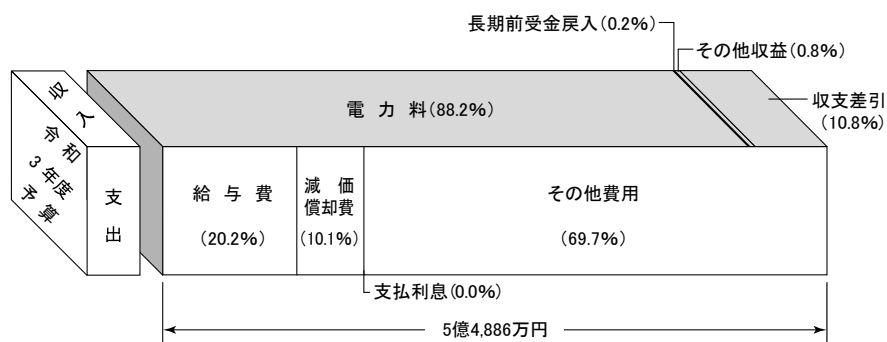 長期前受金戻入(0.2%)
その他収益(0.8%)
収支差引
(10.8%)
収入
電力料(88.2%)
令和
3年度
予算
支出
給与費
(20.2%)
減価
償却費
(10.1%)
その他費用
(69.7%)
支払利息(0.0%)
5億4,886万円